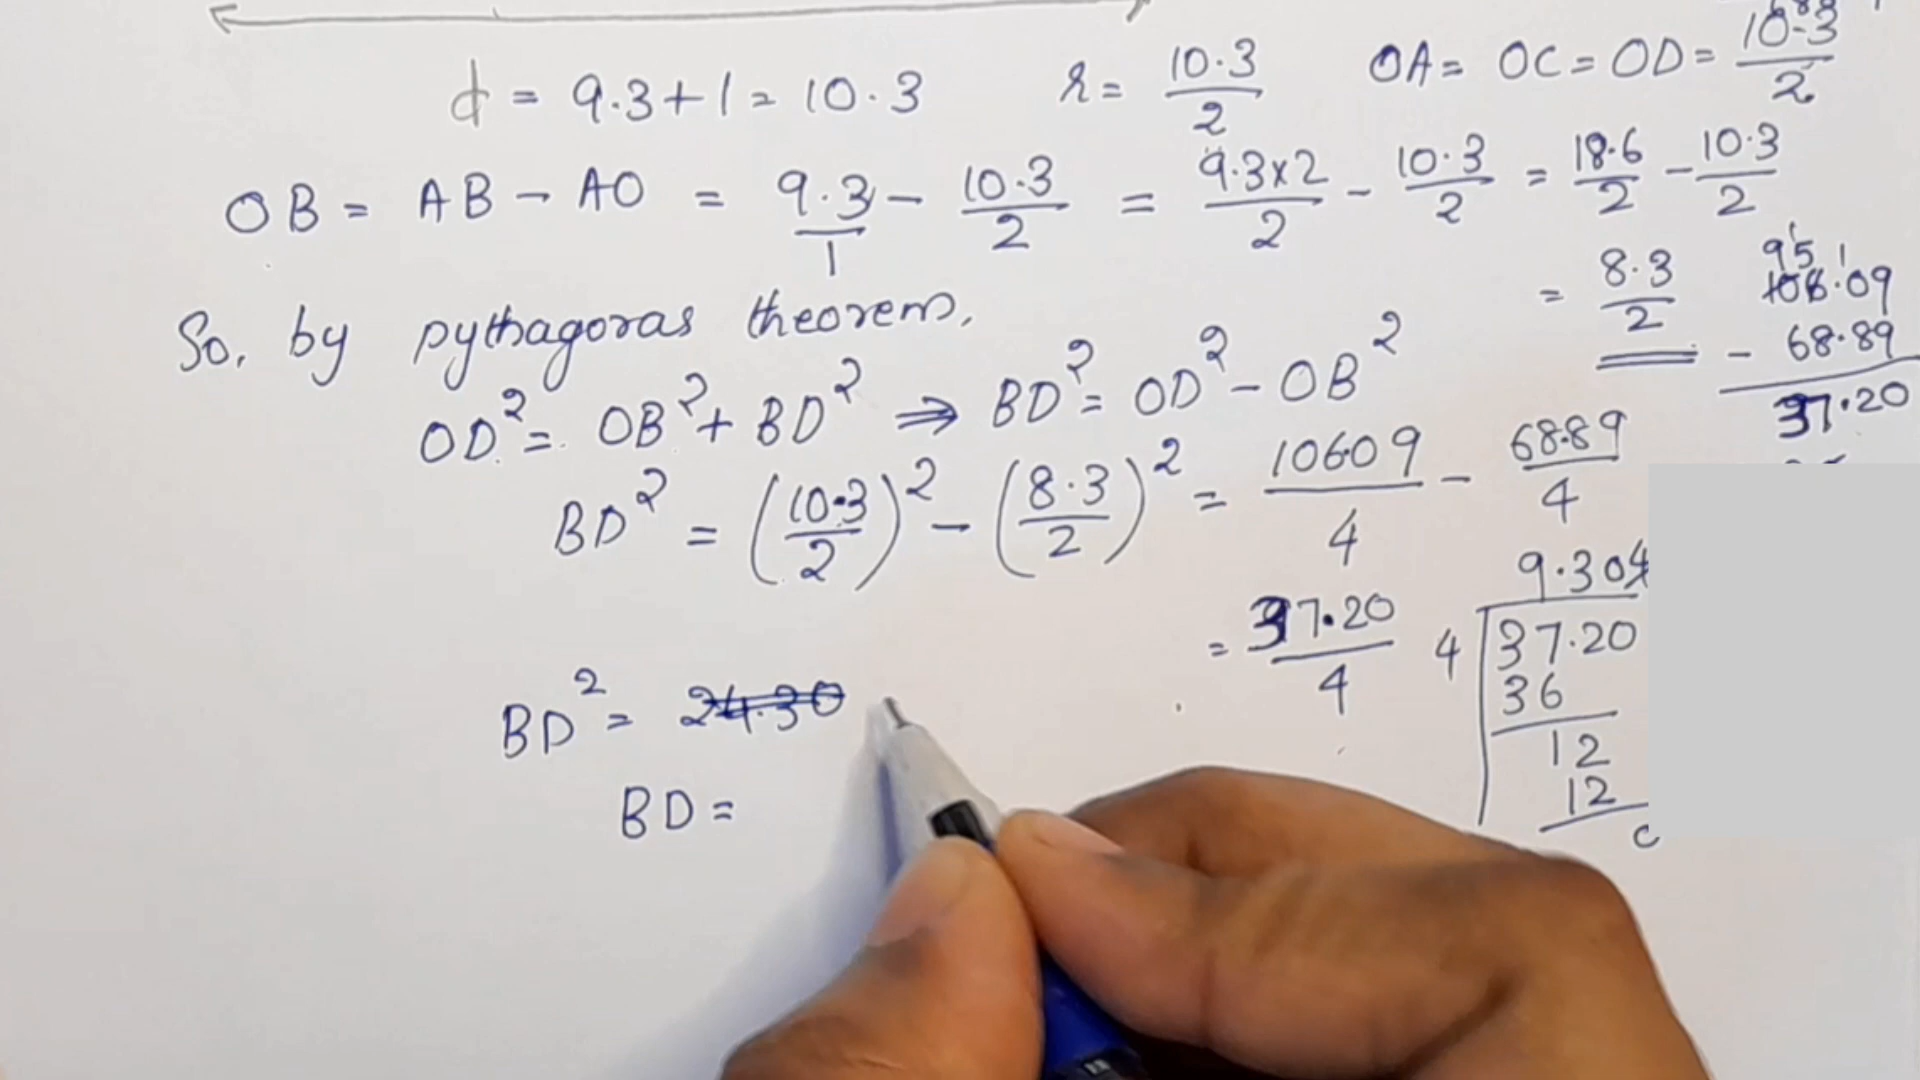 d = 9.3+1 = 10.3    r = 10.3/2    OA = OC = OD = 10.3/2
OB = AB - AO = 9.3/1 - 10.3/2 = 9.3×2/2 - 10.3/2 = 18.6/2 - 10.3/2
= 8.3/2
So, by pythagoras theorem,
OD² = OB² + BD² ⇒ BD² = OD² - OB²
BD² = (10.3/2)² - (8.3/2)² = 106.09/4 - 68.89/4
= 37.20/4
BD² = 24.30
BD =
106.09
- 68.89
37.20
9.30
4 37.20
36
12
12